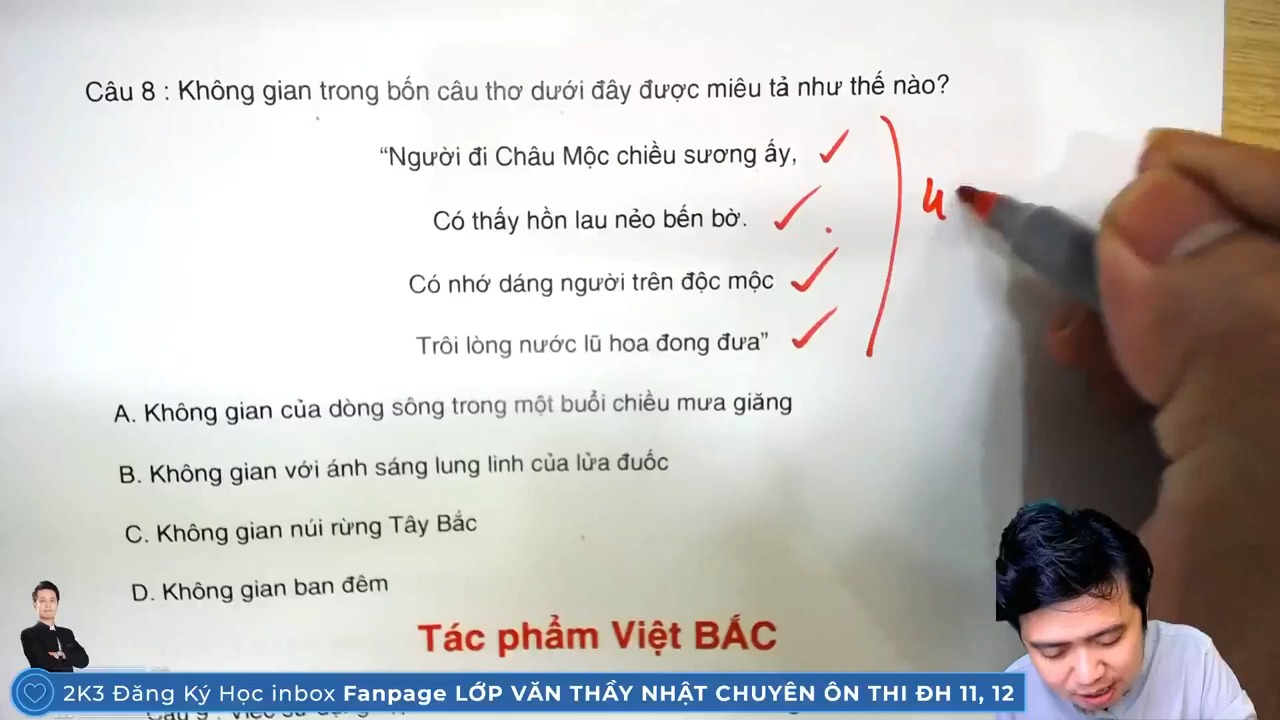 Câu 8 : Không gian trong bốn câu thơ dưới đây được miêu tả như thế nào?
“Người đi Châu Mộc chiều sương ấy,
Có thấy hồn lau nẻo bến bờ.
Có nhớ dáng người trên độc mộc
Trôi lòng nước lũ hoa đong đưa”
4
A. Không gian của dòng sông trong một buổi chiều mưa giăng
B. Không gian với ánh sáng lung linh của lửa đuốc
C. Không gian núi rừng Tây Bắc
D. Không gian ban đêm
Tác phẩm Việt BẮC
2K3 Đăng Ký Học inbox Fanpage LỚP VĂN THẦY NHẬT CHUYÊN ÔN THI ĐH 11, 12